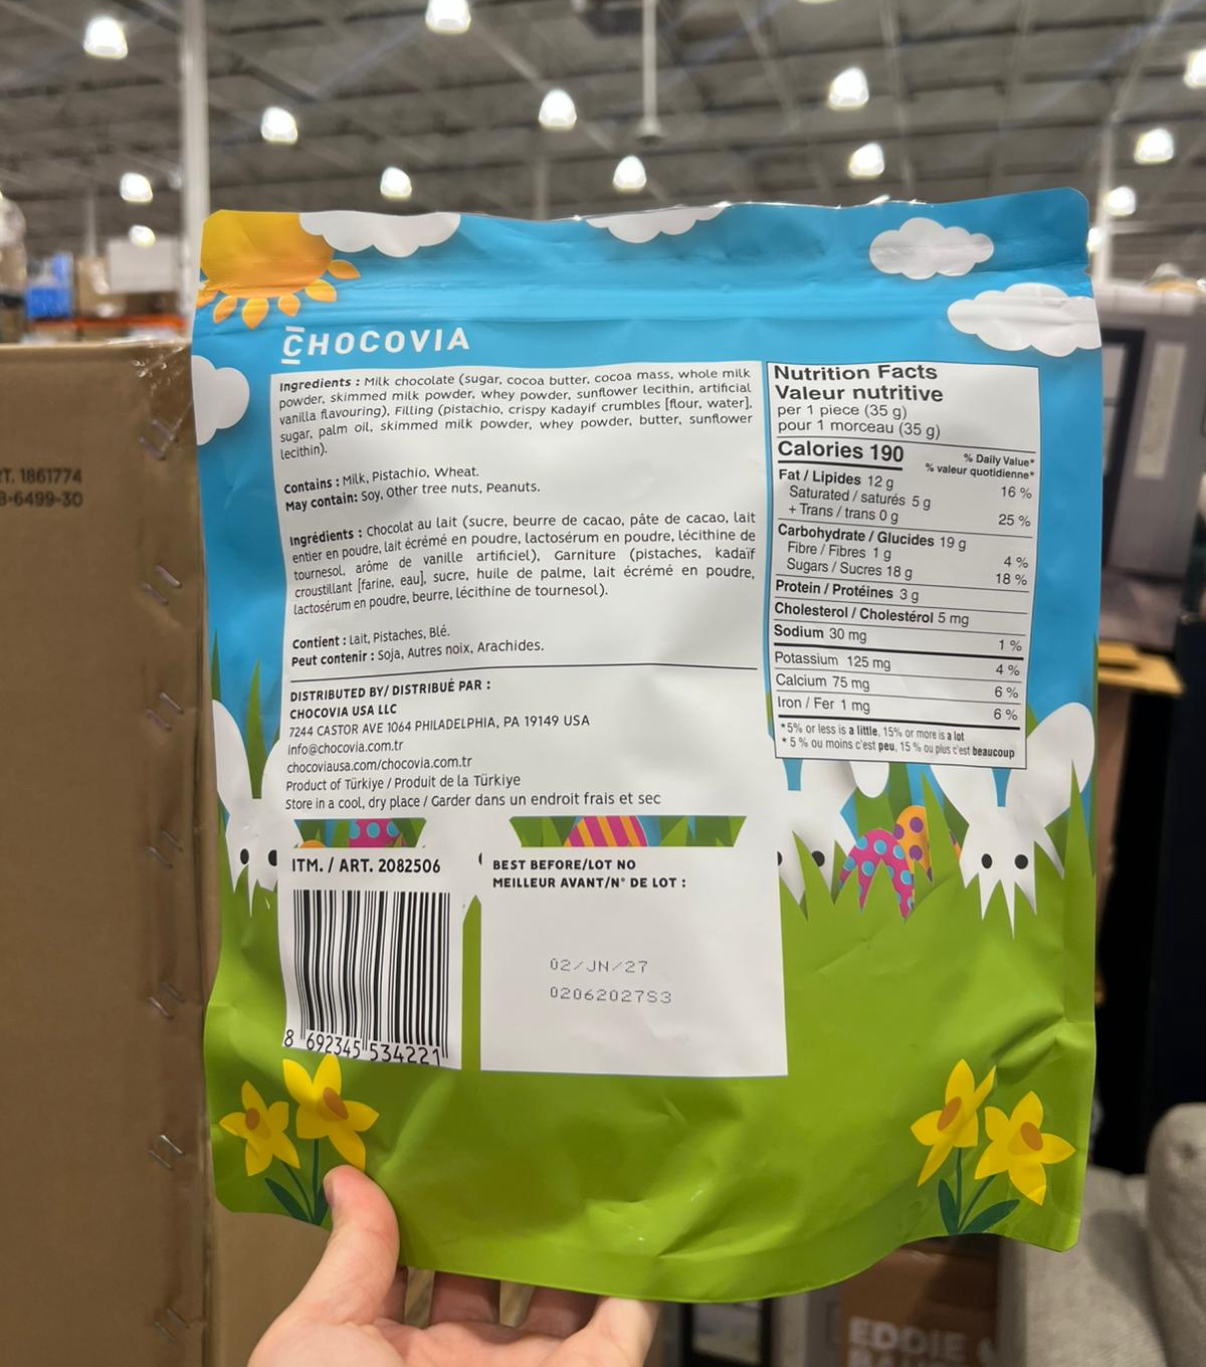 CHOCOVIA
Ingredients : Milk chocolate (sugar, cocoa butter, cocoa mass, whole milk
powder, skimmed milk powder, whey powder, sunflower lecithin, artificial
vanilla flavouring), Filling (pistachio, crispy Kadayif crumbles [flour, water],
sugar, palm oil, skimmed milk powder, whey powder, butter, sunflower
lecithin).
Contains : Milk, Pistachio, Wheat.
May contain: Soy, Other tree nuts, Peanuts.
Ingrédients : Chocolat au lait (sucre, beurre de cacao, pâte de cacao, lait
entier en poudre, lait écrémé en poudre, lactosérum en poudre, lécithine de
tournesol, arôme de vanille artificiel), Garniture (pistaches, kadaïf
croustillant [farine, eau], sucre, huile de palme, lait écrémé en poudre,
lactosérum en poudre, beurre, lécithine de tournesol).
Contient : Lait, Pistaches, Blé.
Peut contenir : Soja, Autres noix, Arachides.
DISTRIBUTED BY/ DISTRIBUÉ PAR :
CHOCOVIA USA LLC
7244 CASTOR AVE 1064 PHILADELPHIA, PA 19149 USA
info@chocovia.com.tr
chocoviausa.com/chocovia.com.tr
Product of Türkiye / Produit de la Türkiye
Store in a cool, dry place / Garder dans un endroit frais et sec
Nutrition Facts
Valeur nutritive
per 1 piece (35 g)
pour 1 morceau (35 g)
Calories 190
% Daily Value*
% valeur quotidienne*
Fat / Lipides 12 g 16 %
Saturated / saturés 5 g
+ Trans / trans 0 g 25 %
Carbohydrate / Glucides 19 g
Fibre / Fibres 1 g 4 %
Sugars / Sucres 18 g 18 %
Protein / Protéines 3 g
Cholesterol / Cholestérol 5 mg
Sodium 30 mg 1 %
Potassium 125 mg 4 %
Calcium 75 mg 6 %
Iron / Fer 1 mg 6 %
*5% or less is a little, 15% or more is a lot
*5 % ou moins c'est peu, 15 % ou plus c'est beaucoup
ITM. / ART. 2082506
8 692345 534221
BEST BEFORE/LOT NO
MEILLEUR AVANT/N° DE LOT :
02/JN/27
02062027S3
RT. 1861774
8-6499-30
EDDIE